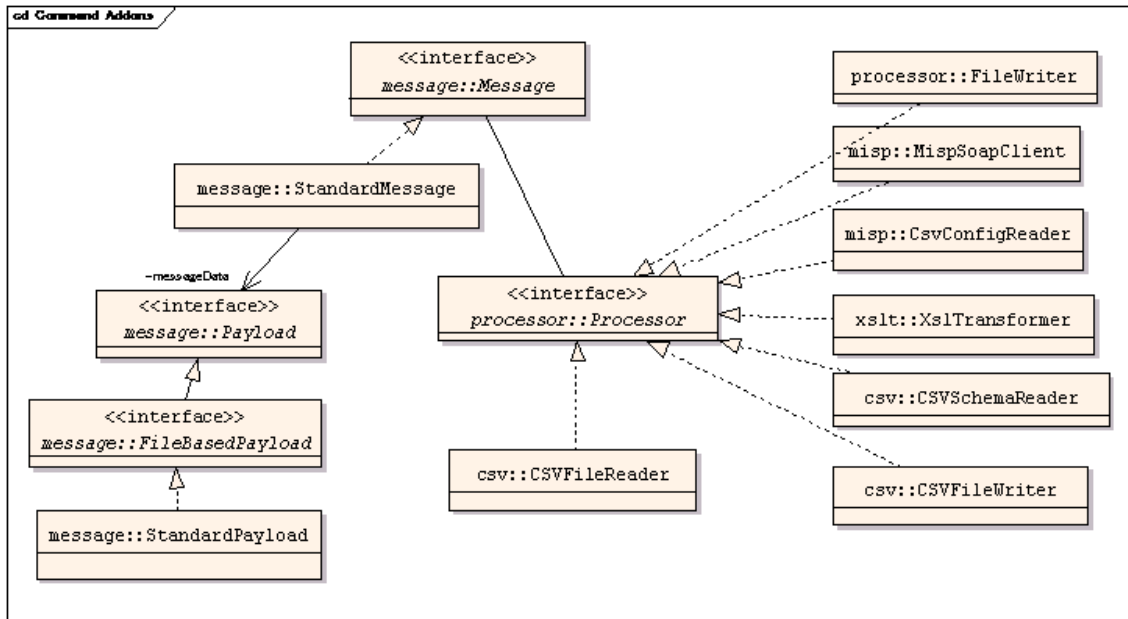 cd Command Addons
<<interface>>
message::Message
processor::FileWriter
misp::MispSoapClient
message::StandardMessage
misp::CsvConfigReader
~messageData
<<interface>>
message::Payload
<<interface>>
processor::Processor
xslt::XslTransformer
csv::CSVSchemaReader
<<interface>>
message::FileBasedPayload
csv::CSVFileReader
csv::CSVFileWriter
message::StandardPayload